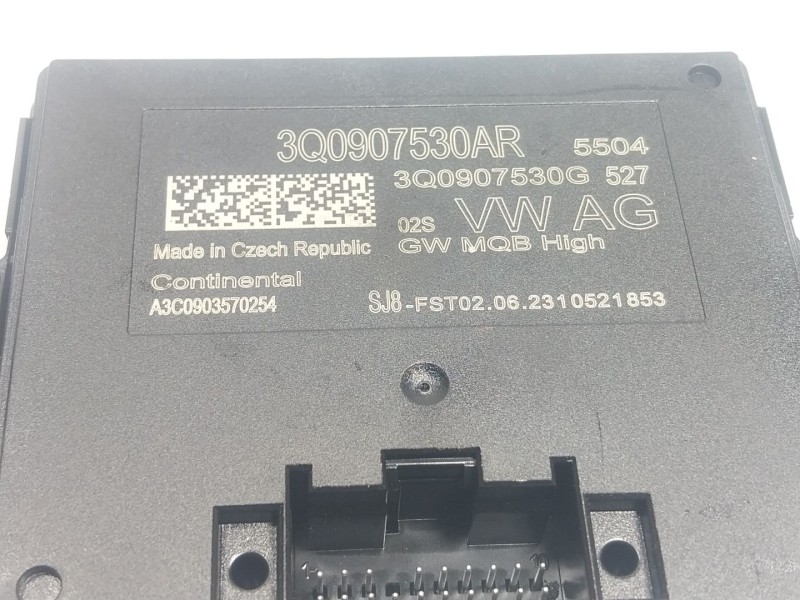 3Q0907530AR 5504
3Q0907530G 527
02S VW AG
Made in Czech Republic GW MQB High
Continental
A3C0903570254 SJ8-FST02.06.2310521853